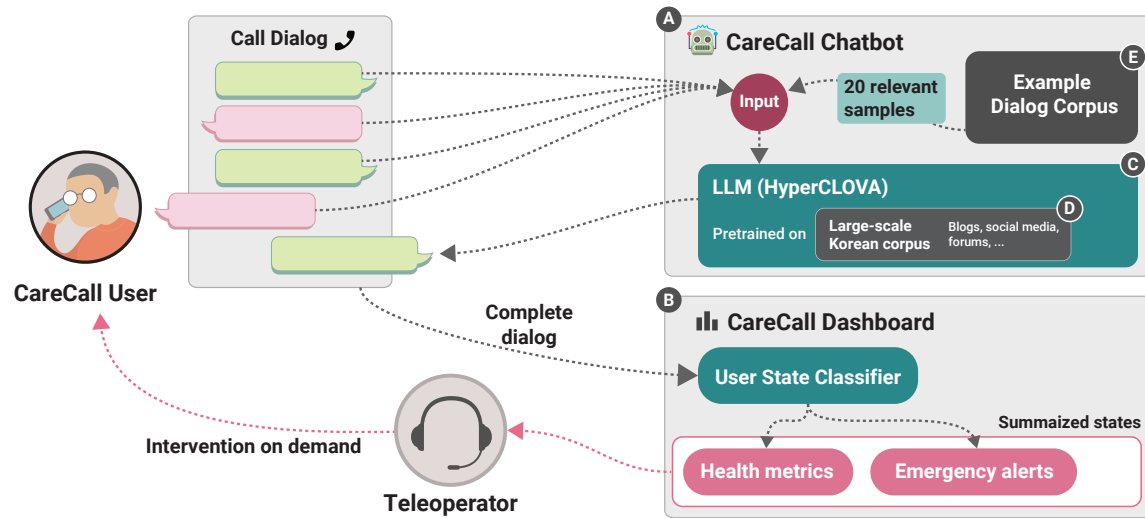 Call Dialog
CareCall User
A
CareCall Chatbot
Input
20 relevant
samples
E
Example
Dialog Corpus
C
LLM (HyperCLOVA)
Pretrained on
D
Large-scale
Korean corpus
Blogs, social media,
forums, ...
Complete
dialog
B
CareCall Dashboard
User State Classifier
Summaized states
Health metrics
Emergency alerts
Intervention on demand
Teleoperator